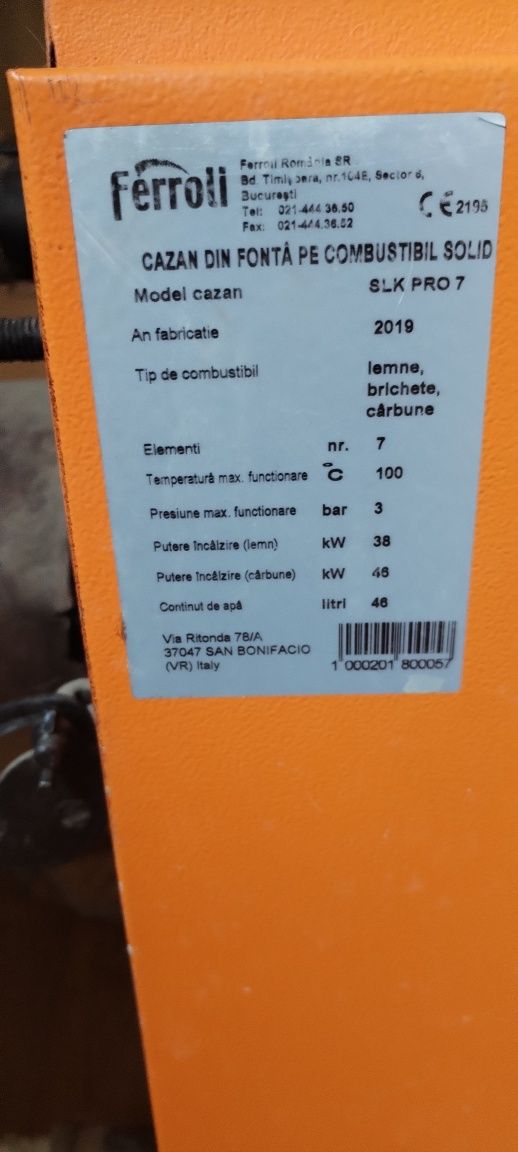 Ferroli
Ferroli România SR
Bd. Timişoara, nr.104E, Sector 6,
Bucureşti
Tel: 021-444.36.50
Fax: 021-444.36.52
CE 2195
CAZAN DIN FONTĂ PE COMBUSTIBIL SOLID
Model cazan SLK PRO 7
An fabricatie 2019
Tip de combustibil lemne,
brichete,
cărbune
Elementi nr. 7
Temperatură max. functionare °C 100
Presiune max. functionare bar 3
Putere încălzire (lemn) kW 38
Putere încălzire (cărbune) kW 46
Continut de apă litri 46
Via Ritonda 78/A
37047 SAN BONIFACIO
(VR) Italy
1 000201 800057